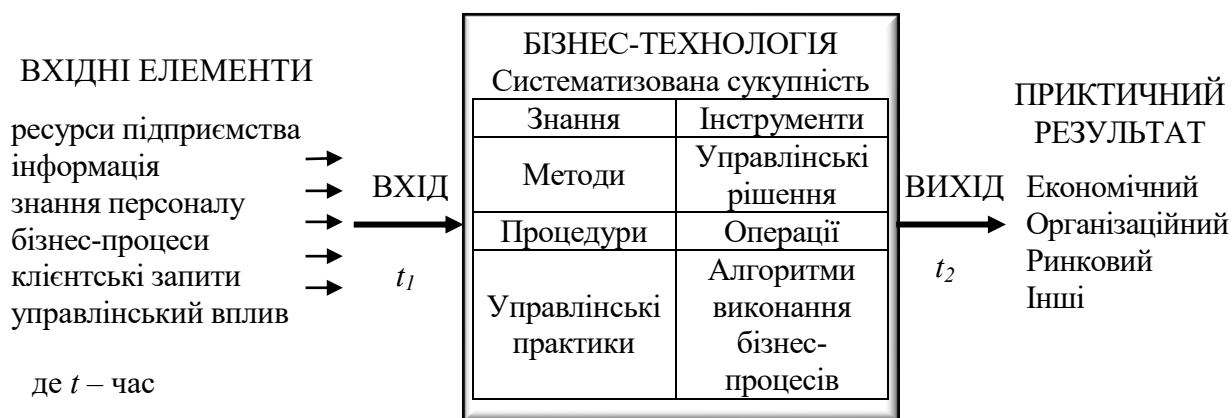 ВХІДНІ ЕЛЕМЕНТИ
ресурси підприємства
інформація
знання персоналу
бізнес-процеси
клієнтські запити
управлінський вплив
де t – час
ВХІД
t1
БІЗНЕС-ТЕХНОЛОГІЯ
Систематизована сукупність
Знання
Інструменти
Методи
Управлінські
рішення
Процедури
Операції
Управлінські
практики
Алгоритми
виконання
бізнес-
процесів
ВИХІД
t2
ПРИКТИЧНИЙ
РЕЗУЛЬТАТ
Економічний
Організаційний
Ринковий
Інші